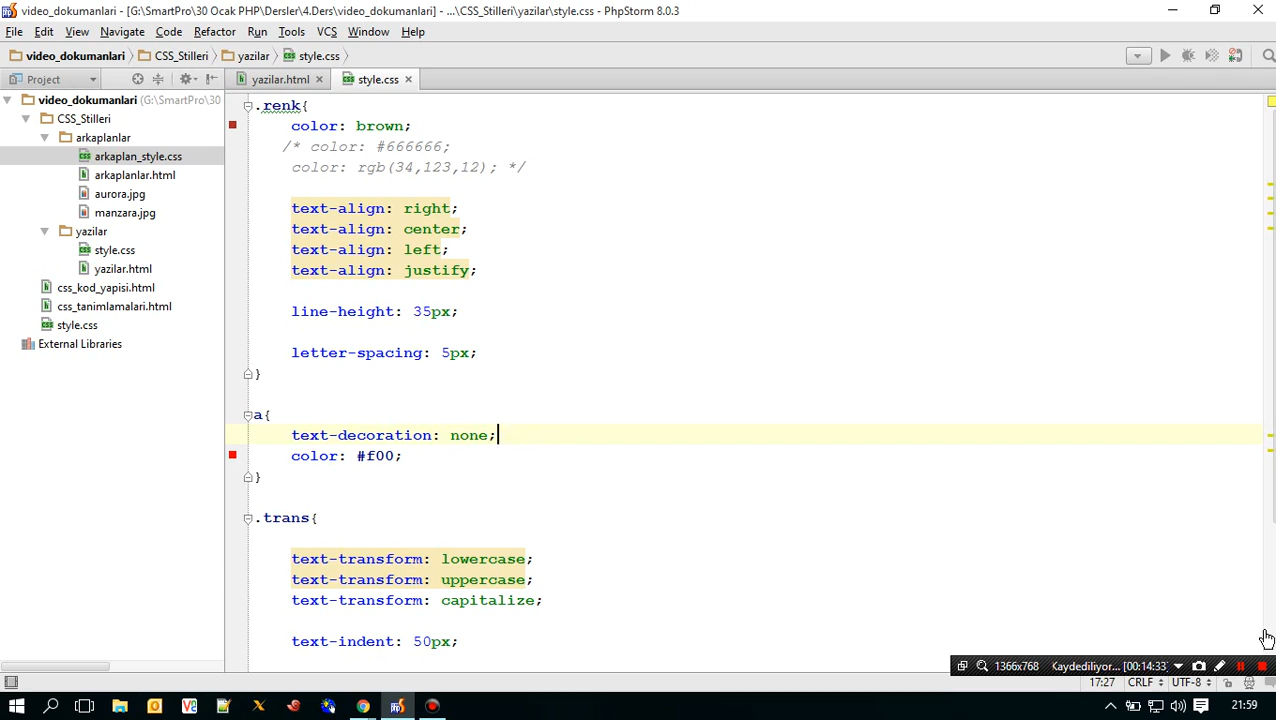 video_dokumanlari - [G:\SmartPro\30 Ocak PHP\Dersler\4.Ders\video_dokumanlari] - ...\CSS_Stilleri\yazilar\style.css - PhpStorm 8.0.3
File Edit View Navigate Code Refactor Run Tools VCS Window Help
video_dokumanlari CSS_Stilleri yazilar style.css
Project
yazilar.html
style.css
video_dokumanlari (G:\SmartPro\30
CSS_Stilleri
arkaplanlar
arkaplan_style.css
arkaplanlar.html
aurora.jpg
manzara.jpg
yazilar
style.css
yazilar.html
css_kod_yapisi.html
css_tanimlamalari.html
style.css
External Libraries
.renk{
color: brown;
/* color: #666666;
color: rgb(34,123,12); */
text-align: right;
text-align: center;
text-align: left;
text-align: justify;
line-height: 35px;
letter-spacing: 5px;
}
a{
text-decoration: none;
color: #f00;
}
.trans{
text-transform: lowercase;
text-transform: uppercase;
text-transform: capitalize;
text-indent: 50px;
1366x768 Kaydediliyor... [00:14:33]
17:27 CRLF UTF-8
21:59